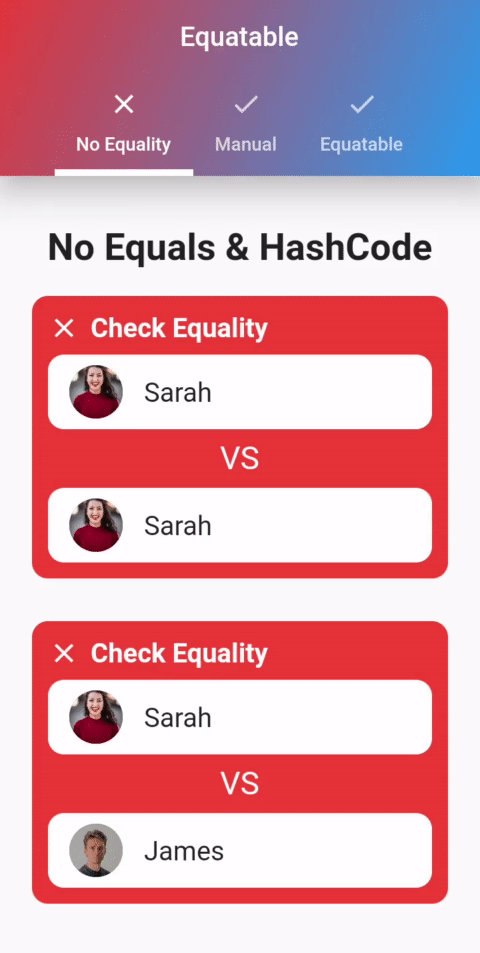 Equatable
No Equality Manual Equatable
No Equals & HashCode
Check Equality
Sarah
VS
Sarah
Check Equality
Sarah
VS
James